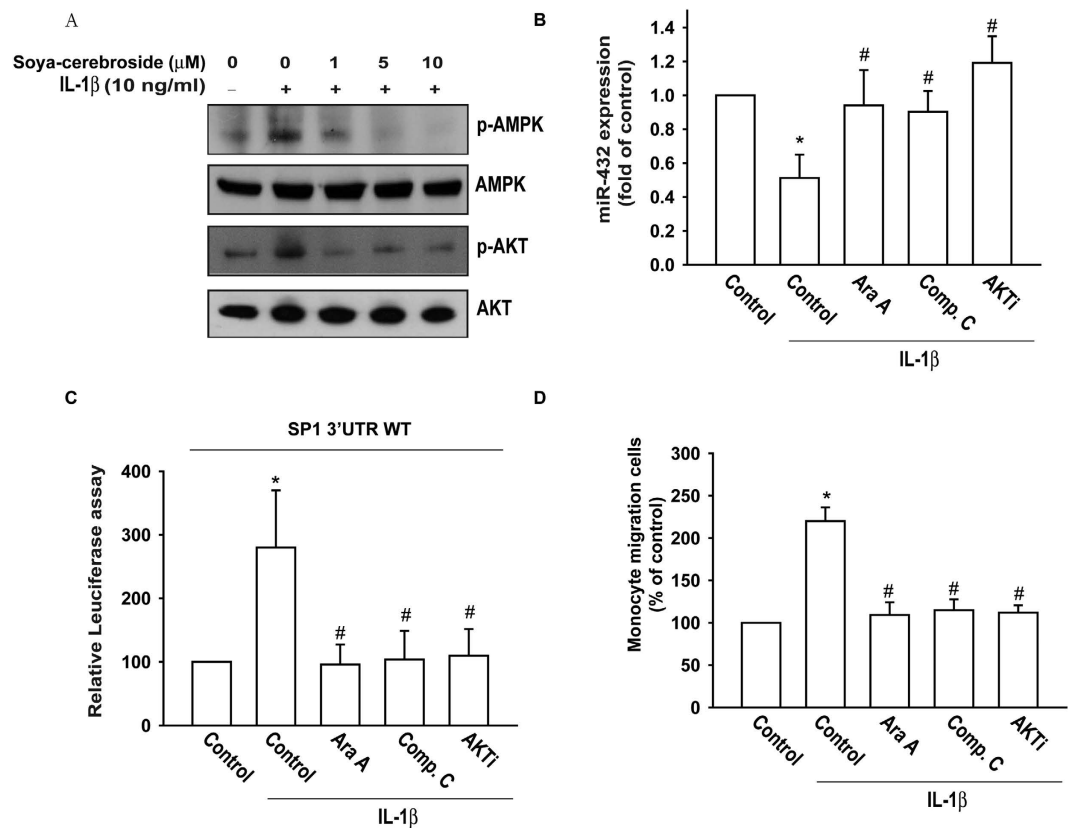 A
Soya-cerebroside (μM) 0 0 1 5 10
IL-1β (10 ng/ml) – + + + +
p-AMPK
AMPK
p-AKT
AKT
B
miR-432 expression
(fold of control)
1.4
1.2
1.0
0.8
0.6
0.4
0.2
0.0
*
#
#
#
Control
Control
Ara A
Comp. C
AKTi
IL-1β
C
SP1 3’UTR WT
Relative Leuciferase assay
400
300
200
100
0
*
#
#
#
Control
Control
Ara A
Comp. C
AKTi
IL-1β
D
Monocyte migration cells
(% of control)
300
250
200
150
100
50
0
*
#
#
#
Control
Control
Ara A
Comp. C
AKTi
IL-1β